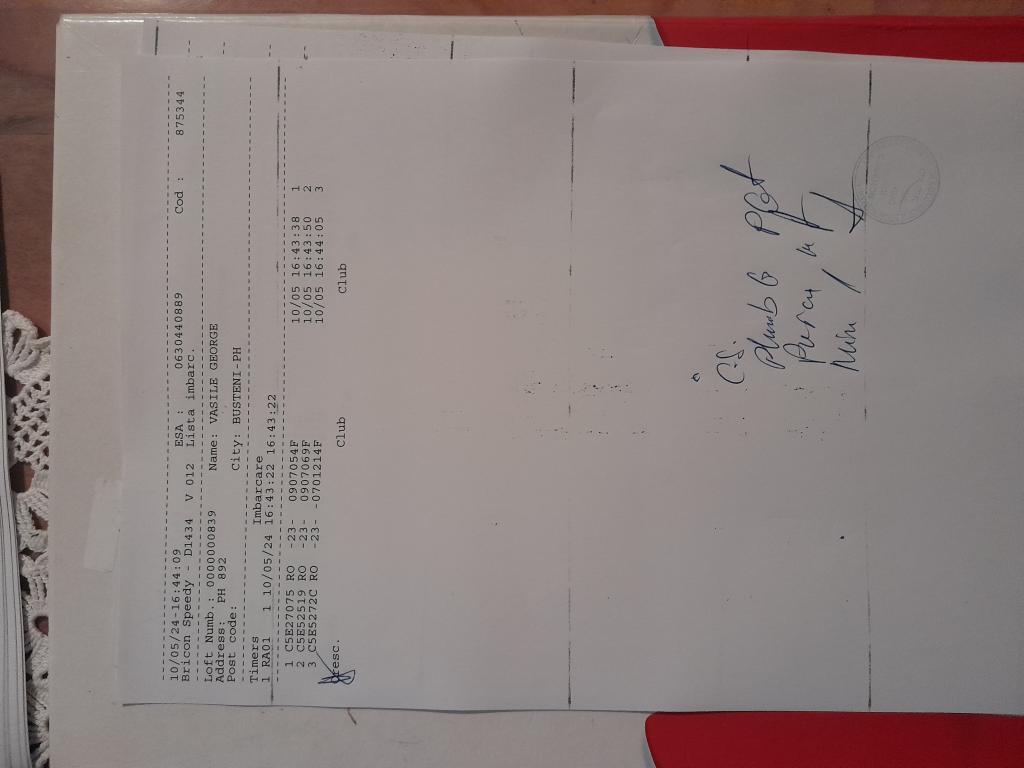 10/05/24-16:44:09
Bricon Speedy - D1434 V 012 ESA : 0630440889 Cod : 875344
Lista imbarc.
Loft Numb.: 0000000839 Name: VASILE GEORGE
Address: PH 892
Post code: City: BUSTENI-PH
Timers Imbarcare
1 RA01 1 10/05/24 16:43:22 16:43:22
1 C5E27075 RO -23- 0907054F 10/05 16:43:38 1
2 C5E52519 RO -23- 0907069F 10/05 16:43:50 2
3 C5E5272C RO -23- -0701214F 10/05 16:44:05 3
Club Club
C.S.